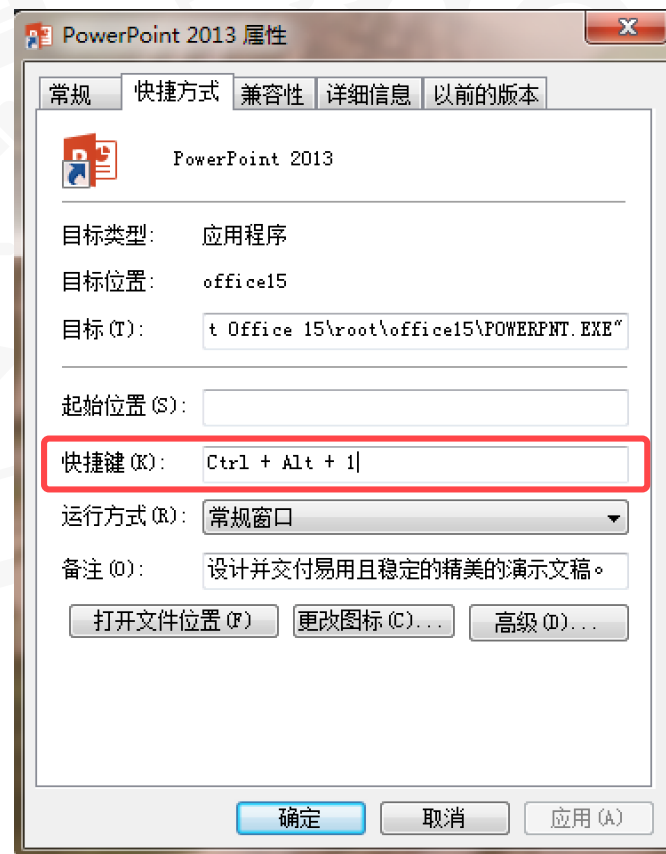 PowerPoint 2013 属性
常规 快捷方式 兼容性 详细信息 以前的版本
PowerPoint 2013
目标类型: 应用程序
目标位置: office15
目标(T): t Office 15\root\office15\POWERPNT.EXE"
起始位置(S):
快捷键(K): Ctrl + Alt + 1
运行方式(R): 常规窗口
备注(O): 设计并交付易用且稳定的精美的演示文稿。
打开文件位置(F) 更改图标(C)... 高级(D)...
确定 取消 应用(A)